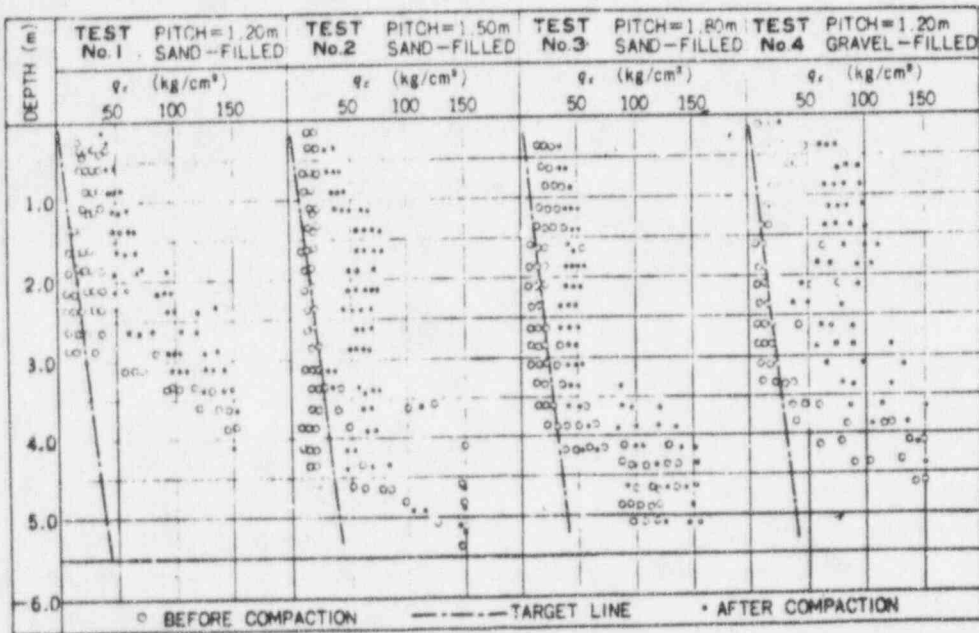 DEPTH (m)
TEST No. 1 PITCH=1.20m SAND-FILLED
TEST No.2 PITCH=1.50m SAND-FILLED
TEST No.3 PITCH=1.80m SAND-FILLED
TEST No.4 PITCH=1.20m GRAVEL-FILLED
qc (kg/cm²) qc (kg/cm²) qc (kg/cm²) qc (kg/cm²)
50 100 150 50 100 150 50 100 150 50 100 150
1.0
2.0
3.0
4.0
5.0
6.0
○ BEFORE COMPACTION —·—·— TARGET LINE • AFTER COMPACTION